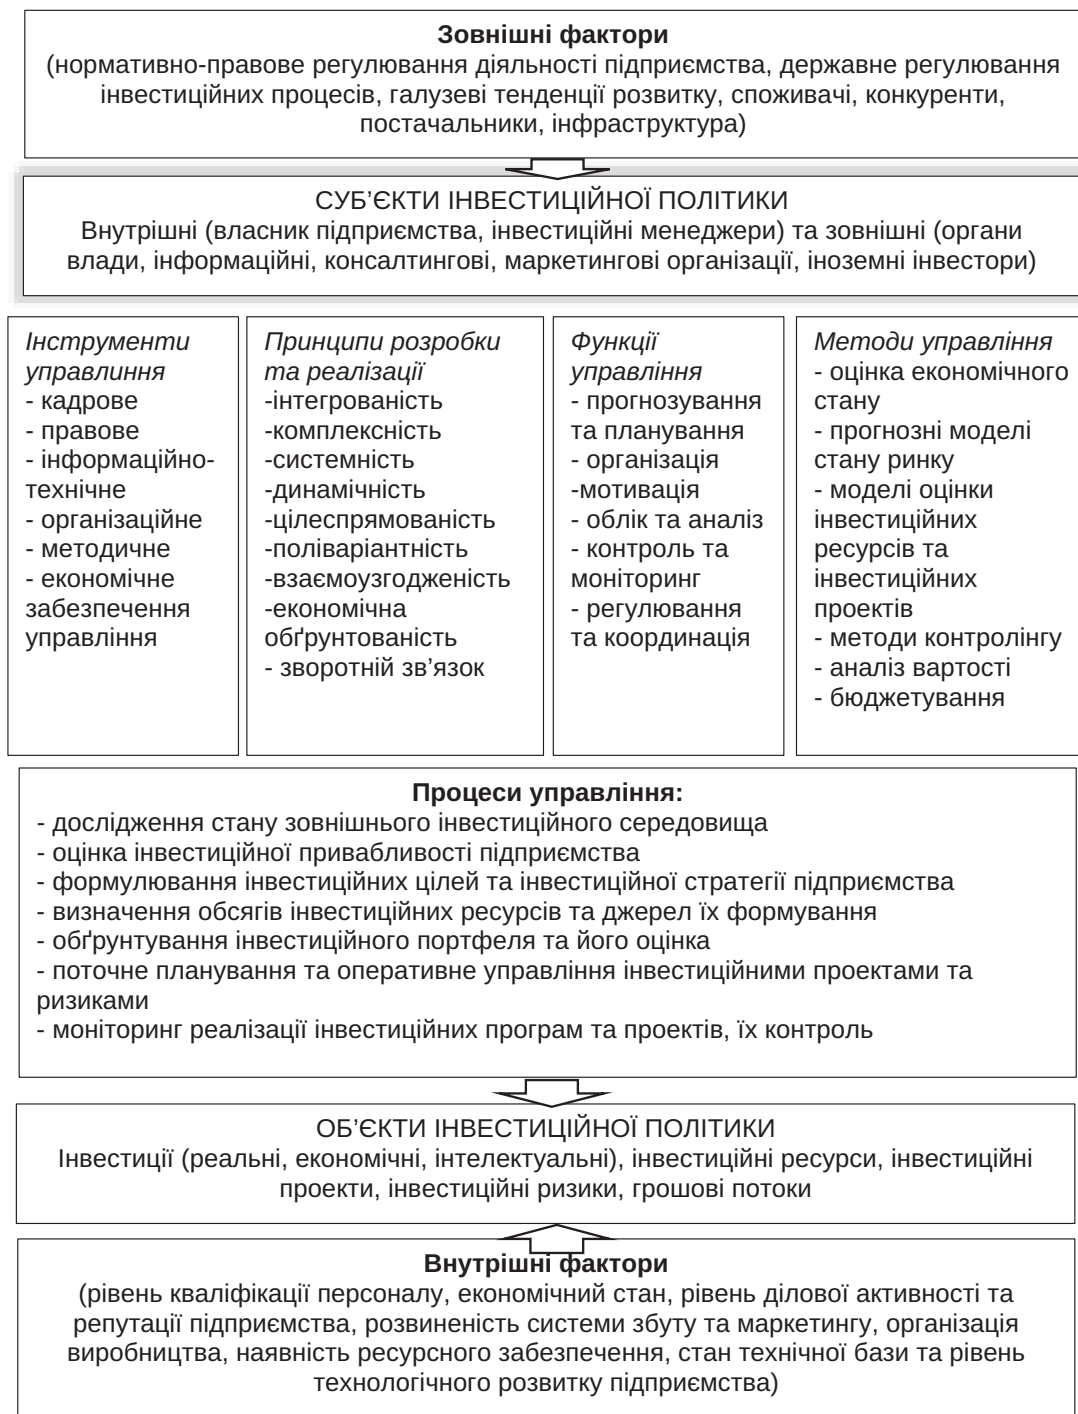 Зовнішні фактори
(нормативно-правове регулювання діяльності підприємства, державне регулювання
інвестиційних процесів, галузеві тенденції розвитку, споживачі, конкуренти,
постачальники, інфраструктура)
СУБ’ЄКТИ ІНВЕСТИЦІЙНОЇ ПОЛІТИКИ
Внутрішні (власник підприємства, інвестиційні менеджери) та зовнішні (органи
влади, інформаційні, консалтингові, маркетингові організації, іноземні інвестори)
Інструменти
управлиння
- кадрове
- правове
- інформаційно-
технічне
- організаційне
- методичне
- економічне
забезпечення
управління
Принципи розробки
та реалізації
-інтегрованість
-комплексність
-системність
-динамічність
-цілеспрямованість
-поліваріантність
-взаємоузгодженість
-економічна
обґрунтованість
- зворотній зв’язок
Функції
управління
- прогнозування
та планування
- організація
-мотивація
- облік та аналіз
- контроль та
моніторинг
- регулювання
та координація
Методи управління
- оцінка економічного
стану
- прогнозні моделі
стану ринку
- моделі оцінки
інвестиційних
ресурсів та
інвестиційних
проектів
- методи контролінгу
- аналіз вартості
- бюджетування
Процеси управління:
- дослідження стану зовнішнього інвестиційного середовища
- оцінка інвестиційної привабливості підприємства
- формулювання інвестиційних цілей та інвестиційної стратегії підприємства
- визначення обсягів інвестиційних ресурсів та джерел їх формування
- обґрунтування інвестиційного портфеля та його оцінка
- поточне планування та оперативне управління інвестиційними проектами та
ризиками
- моніторинг реалізації інвестиційних програм та проектів, їх контроль
ОБ’ЄКТИ ІНВЕСТИЦІЙНОЇ ПОЛІТИКИ
Інвестиції (реальні, економічні, інтелектуальні), інвестиційні ресурси, інвестиційні
проекти, інвестиційні ризики, грошові потоки
Внутрішні фактори
(рівень кваліфікації персоналу, економічний стан, рівень ділової активності та
репутації підприємства, розвиненість системи збуту та маркетингу, організація
виробництва, наявність ресурсного забезпечення, стан технічної бази та рівень
технологічного розвитку підприємства)